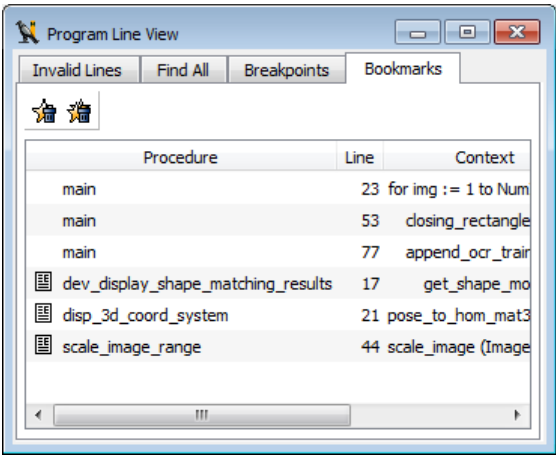 Program Line View
Invalid Lines Find All Breakpoints Bookmarks
Procedure Line Context
main 23 for img := 1 to Num
main 53 closing_rectangle
main 77 append_ocr_train
dev_display_shape_matching_results 17 get_shape_mo
disp_3d_coord_system 21 pose_to_hom_mat3
scale_image_range 44 scale_image (Image